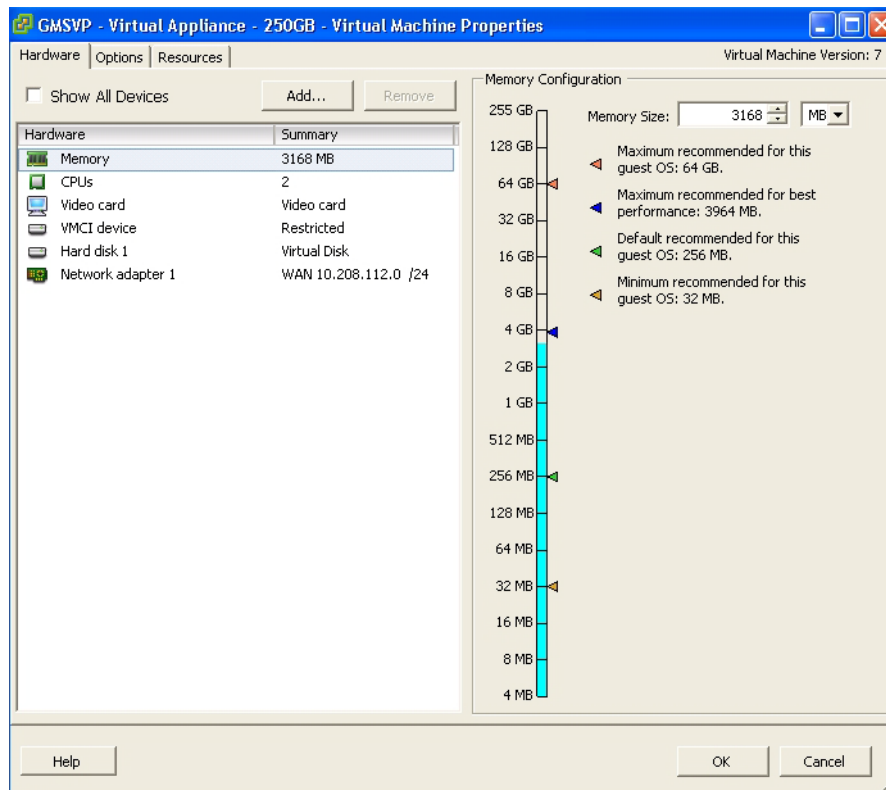 GMSVP - Virtual Appliance - 250GB - Virtual Machine Properties
Hardware Options Resources
Virtual Machine Version: 7
Show All Devices
Add...
Remove
Hardware Summary
Memory 3168 MB
CPUs 2
Video card Video card
VMCI device Restricted
Hard disk 1 Virtual Disk
Network adapter 1 WAN 10.208.112.0 /24
Memory Configuration
255 GB
128 GB
64 GB
32 GB
16 GB
8 GB
4 GB
2 GB
1 GB
512 MB
256 MB
128 MB
64 MB
32 MB
16 MB
8 MB
4 MB
Memory Size: 3168 MB
Maximum recommended for this
guest OS: 64 GB.
Maximum recommended for best
performance: 3964 MB.
Default recommended for this
guest OS: 256 MB.
Minimum recommended for this
guest OS: 32 MB.
Help
OK
Cancel